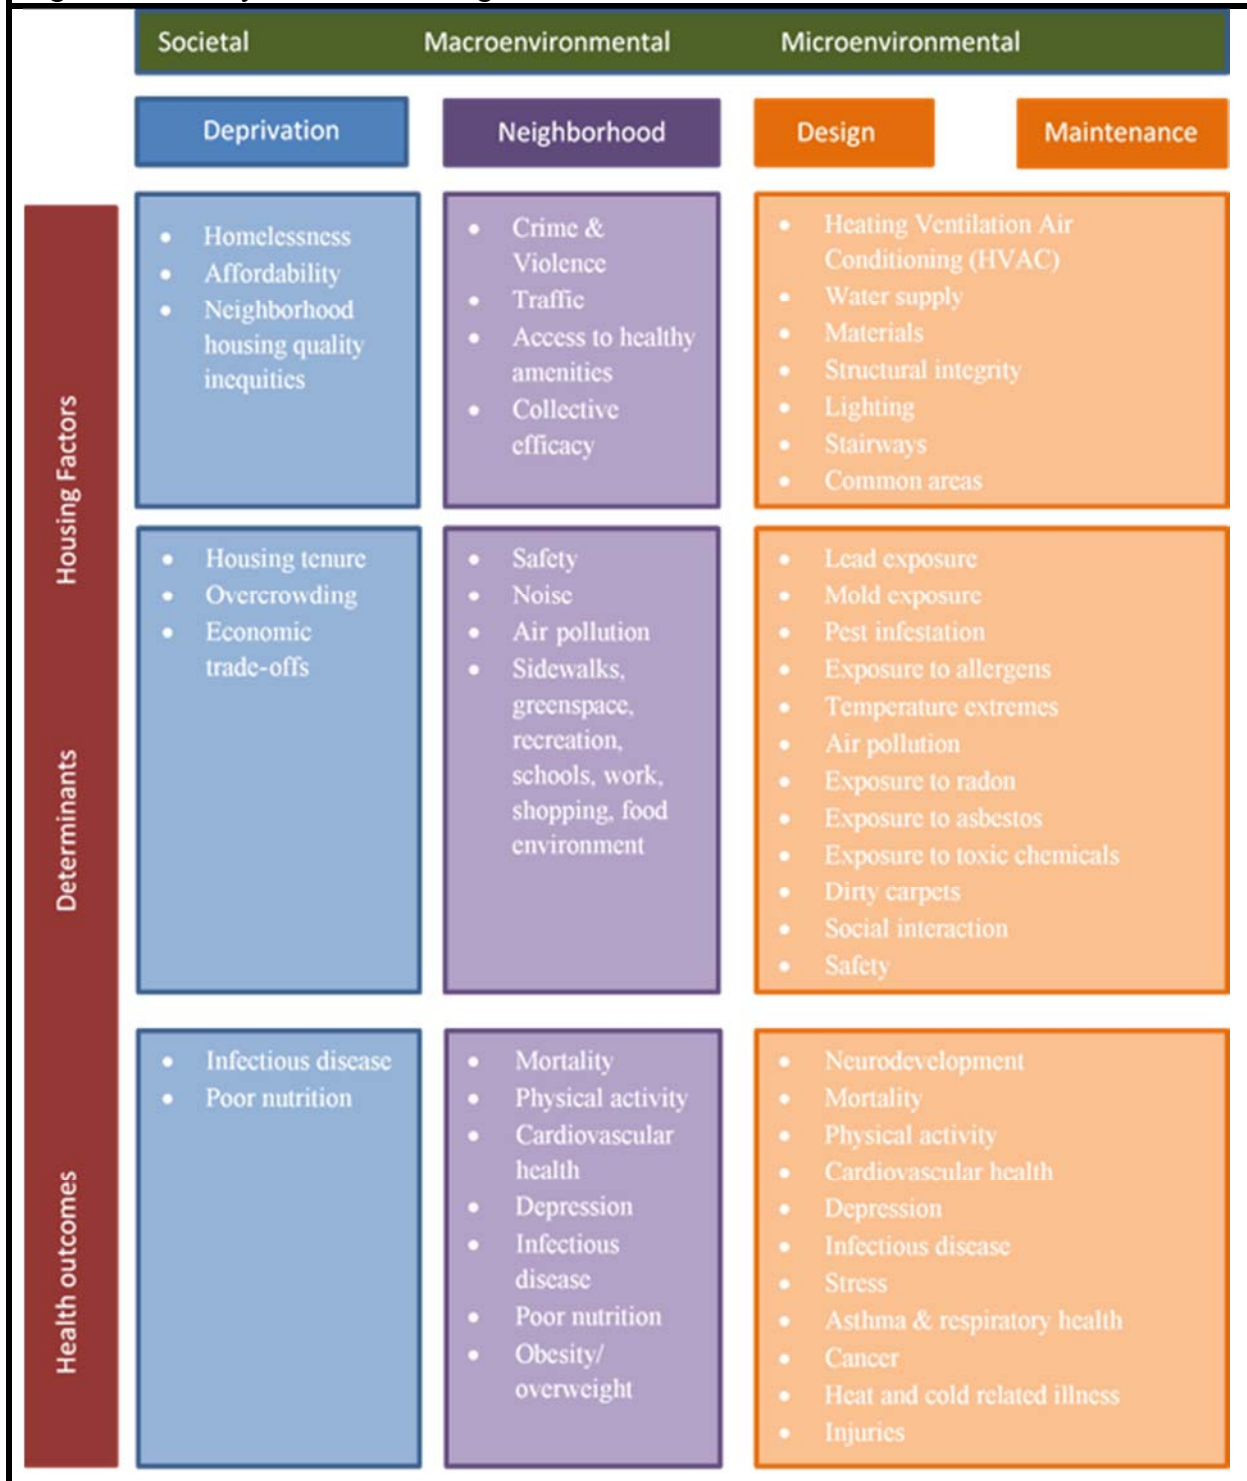 Societal
Macroenvironmental
Microenvironmental
Deprivation
Neighborhood
Design
Maintenance
Housing Factors
• Homelessness
• Affordability
• Neighborhood
housing quality
inequities
• Crime &
Violence
• Traffic
• Access to healthy
amenities
• Collective
efficacy
• Heating Ventilation Air
Conditioning (HVAC)
• Water supply
• Materials
• Structural integrity
• Lighting
• Stairways
• Common areas
Determinants
• Housing tenure
• Overcrowding
• Economic
trade-offs
• Safety
• Noise
• Air pollution
• Sidewalks,
greenspace,
recreation,
schools, work,
shopping, food
environment
• Lead exposure
• Mold exposure
• Pest infestation
• Exposure to allergens
• Temperature extremes
• Air pollution
• Exposure to radon
• Exposure to asbestos
• Exposure to toxic chemicals
• Dirty carpets
• Social interaction
• Safety
Health outcomes
• Infectious disease
• Poor nutrition
• Mortality
• Physical activity
• Cardiovascular
health
• Depression
• Infectious
disease
• Poor nutrition
• Obesity/
overweight
• Neurodevelopment
• Mortality
• Physical activity
• Cardiovascular health
• Depression
• Infectious disease
• Stress
• Asthma & respiratory health
• Cancer
• Heat and cold related illness
• Injuries